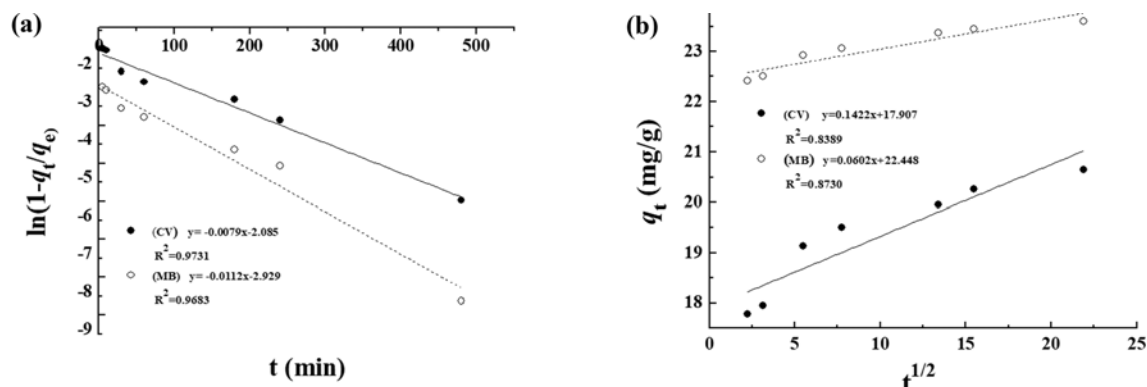 (a)
0 100 200 300 400 500
-2
-3
-4
-5
-6
-7
-8
-9
ln(1-qt/qe)
(CV) y= -0.0079x-2.085
R2=0.9731
(MB) y= -0.0112x-2.929
R2=0.9683
t (min)
(b)
23
22
21
20
19
18
qt (mg/g)
(CV) y=0.1422x+17.907
R2=0.8389
(MB) y=0.0602x+22.448
R2=0.8730
0 5 10 15 20 25
t1/2